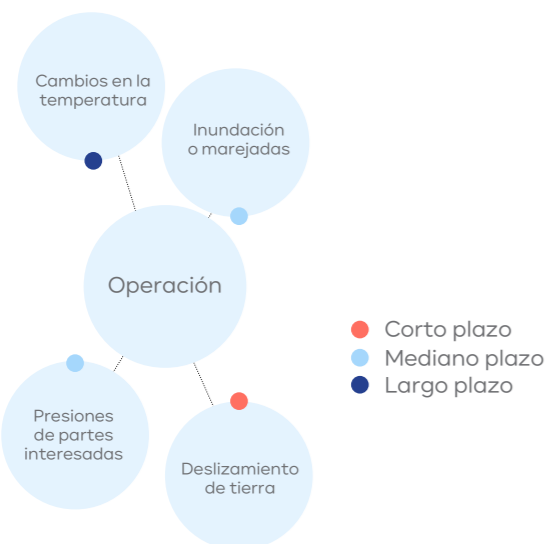 Cambios en la
temperatura
Inundación
o marejadas
Operación
Corto plazo
Mediano plazo
Largo plazo
Presiones
de partes
interesadas
Deslizamiento
de tierra